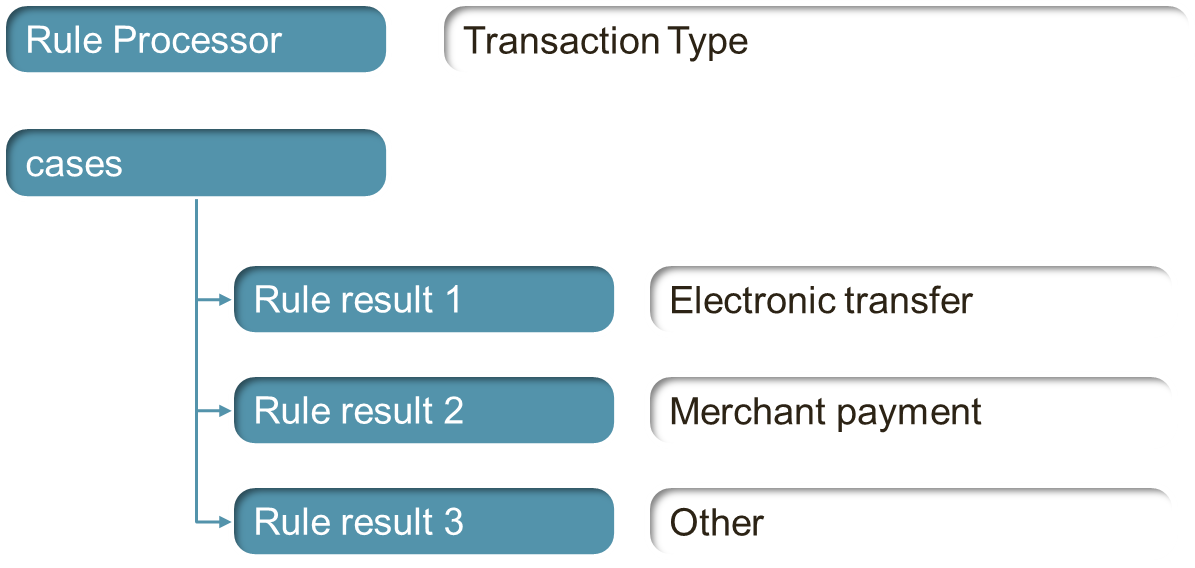 Rule Processor
Transaction Type
cases
Rule result 1
Electronic transfer
Rule result 2
Merchant payment
Rule result 3
Other